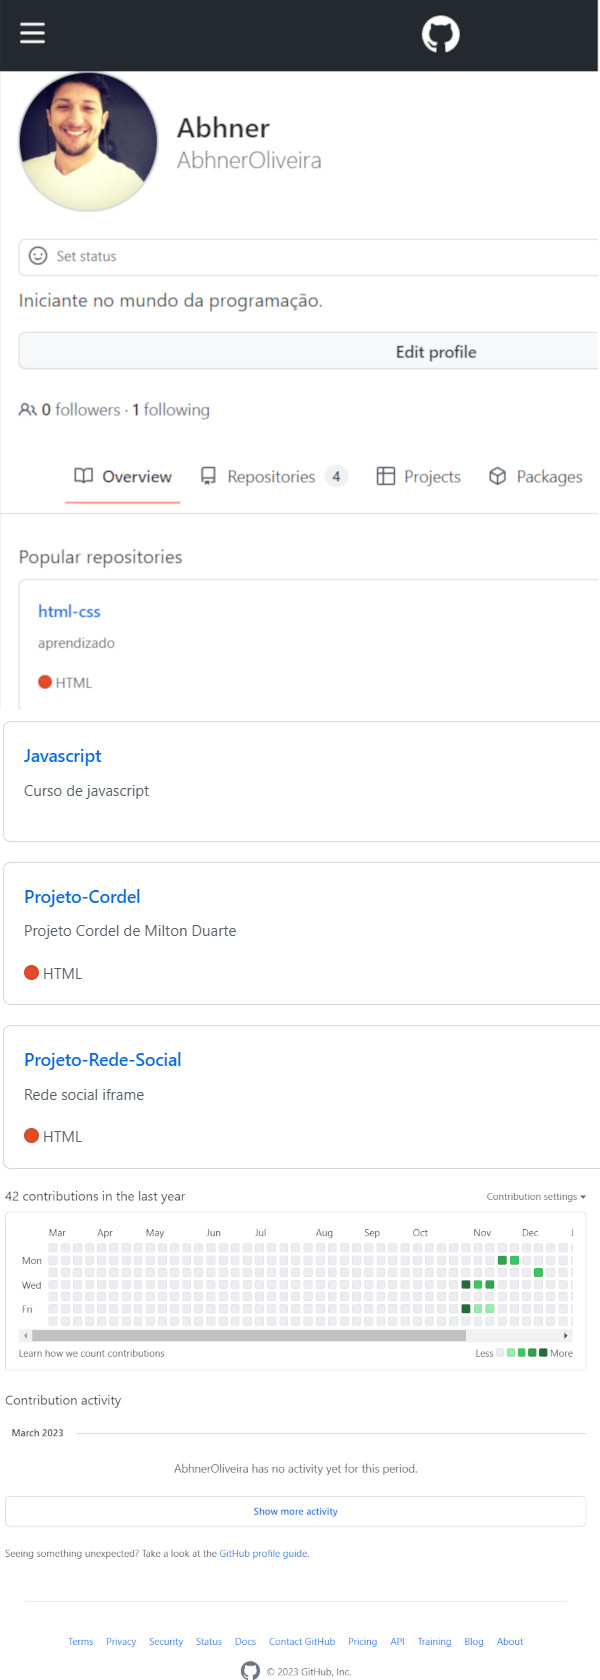 Abhner
AbhnerOliveira
Set status
Iniciante no mundo da programação.
Edit profile
0 followers · 1 following
Overview Repositories 4 Projects Packages
Popular repositories
html-css
aprendizado
HTML
Javascript
Curso de javascript
Projeto-Cordel
Projeto Cordel de Milton Duarte
HTML
Projeto-Rede-Social
Rede social iframe
HTML
42 contributions in the last year Contribution settings
Mar Apr May Jun Jul Aug Sep Oct Nov Dec J
Mon
Wed
Fri
Learn how we count contributions Less More
Contribution activity
March 2023
AbhnerOliveira has no activity yet for this period.
Show more activity
Seeing something unexpected? Take a look at the GitHub profile guide.
Terms Privacy Security Status Docs Contact GitHub Pricing API Training Blog About
© 2023 GitHub, Inc.